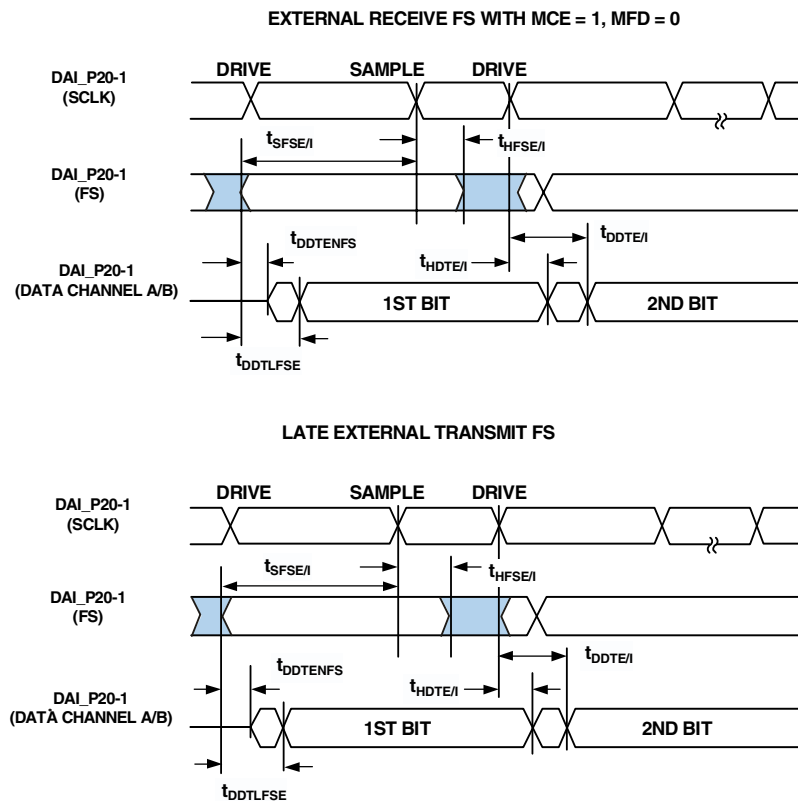 EXTERNAL RECEIVE FS WITH MCE = 1, MFD = 0
DAI_P20-1
(SCLK)
DRIVE SAMPLE DRIVE
tSFSE/I tHFSE/I
DAI_P20-1
(FS)
tDDTENFS tHDTE/I tDDTE/I
DAI_P20-1
(DATA CHANNEL A/B)
1ST BIT 2ND BIT
tDDTLFSE
LATE EXTERNAL TRANSMIT FS
DAI_P20-1
(SCLK)
DRIVE SAMPLE DRIVE
tSFSE/I tHFSE/I
DAI_P20-1
(FS)
tDDTENFS tHDTE/I tDDTE/I
DAI_P20-1
(DATA CHANNEL A/B)
1ST BIT 2ND BIT
tDDTLFSE